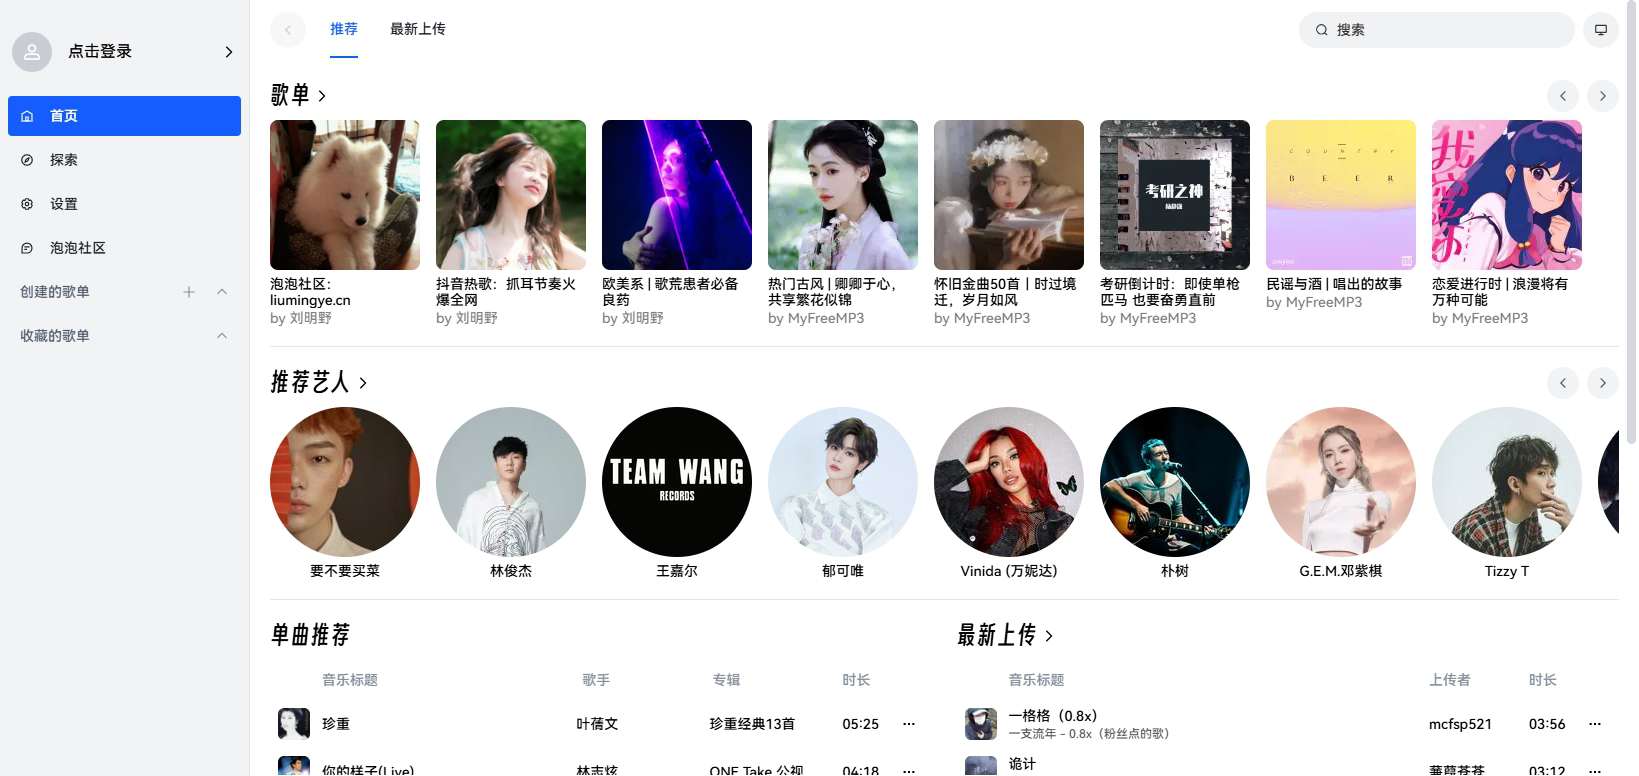 点击登录
首页
探索
设置
泡泡社区
创建的歌单
收藏的歌单
推荐
最新上传
搜索
歌单
泡泡社区：
liumingye.cn
by 刘明野
抖音热歌：抓耳节奏火
爆全网
by 刘明野
欧美系 | 歌荒患者必备
良药
by 刘明野
热门古风 | 卿卿于心，
共享繁花似锦
by MyFreeMP3
怀旧金曲50首丨时过境
迁，岁月如风
by MyFreeMP3
考研之神
考研倒计时：即使单枪
匹马 也要奋勇直前
by MyFreeMP3
counter
BEER
民谣与酒 | 唱出的故事
by MyFreeMP3
恋爱进行时 | 浪漫将有
万种可能
by MyFreeMP3
推荐艺人
要不要买菜
林俊杰
TEAM WANG
RECORDS
王嘉尔
郁可唯
Vinida (万妮达)
朴树
G.E.M.邓紫棋
Tizzy T
单曲推荐
音乐标题
歌手
专辑
时长
珍重
叶蒨文
珍重经典13首
05:25
你的样子(Live)
林志炫
ONE Take 公视
04:18
最新上传
音乐标题
上传者
时长
一格格（0.8x）
一支流年 - 0.8x（粉丝点的歌）
mcfsp521
03:56
诡计
蕃蘑苍苍
03:12